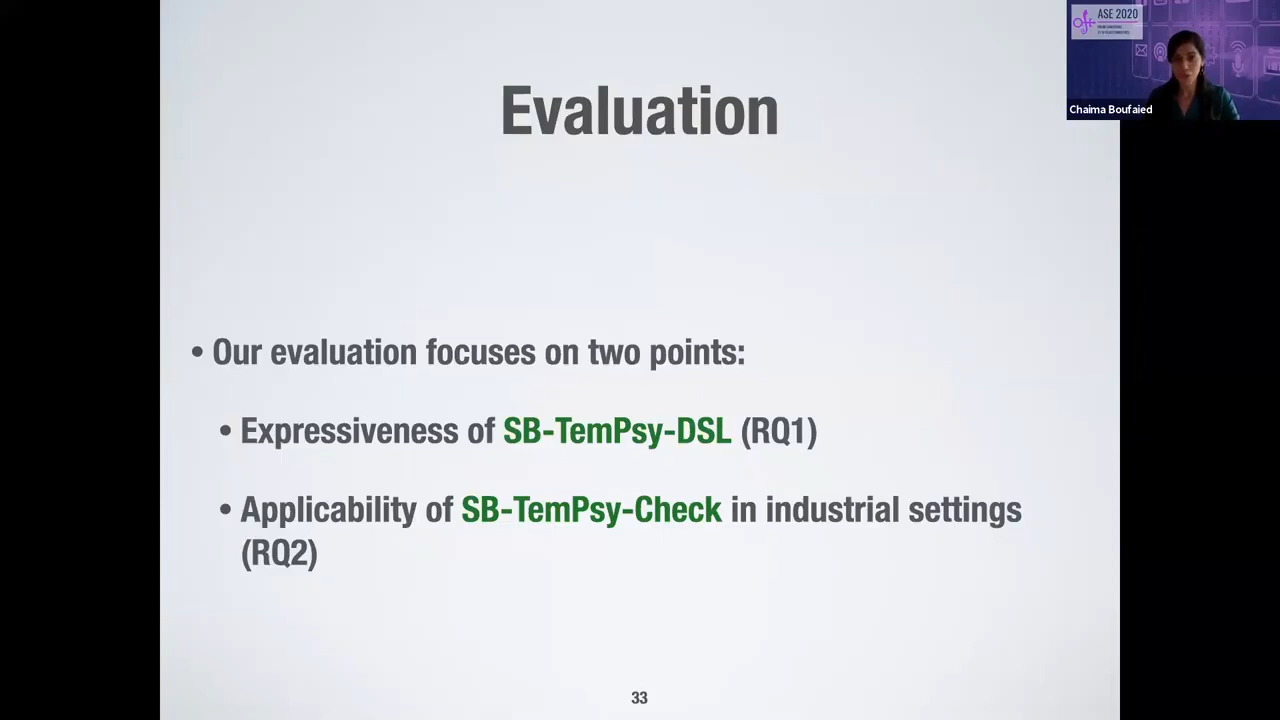 ASE 2020
Chaima Boufaied
Evaluation
• Our evaluation focuses on two points:
• Expressiveness of SB-TemPsy-DSL (RQ1)
• Applicability of SB-TemPsy-Check in industrial settings
(RQ2)
33